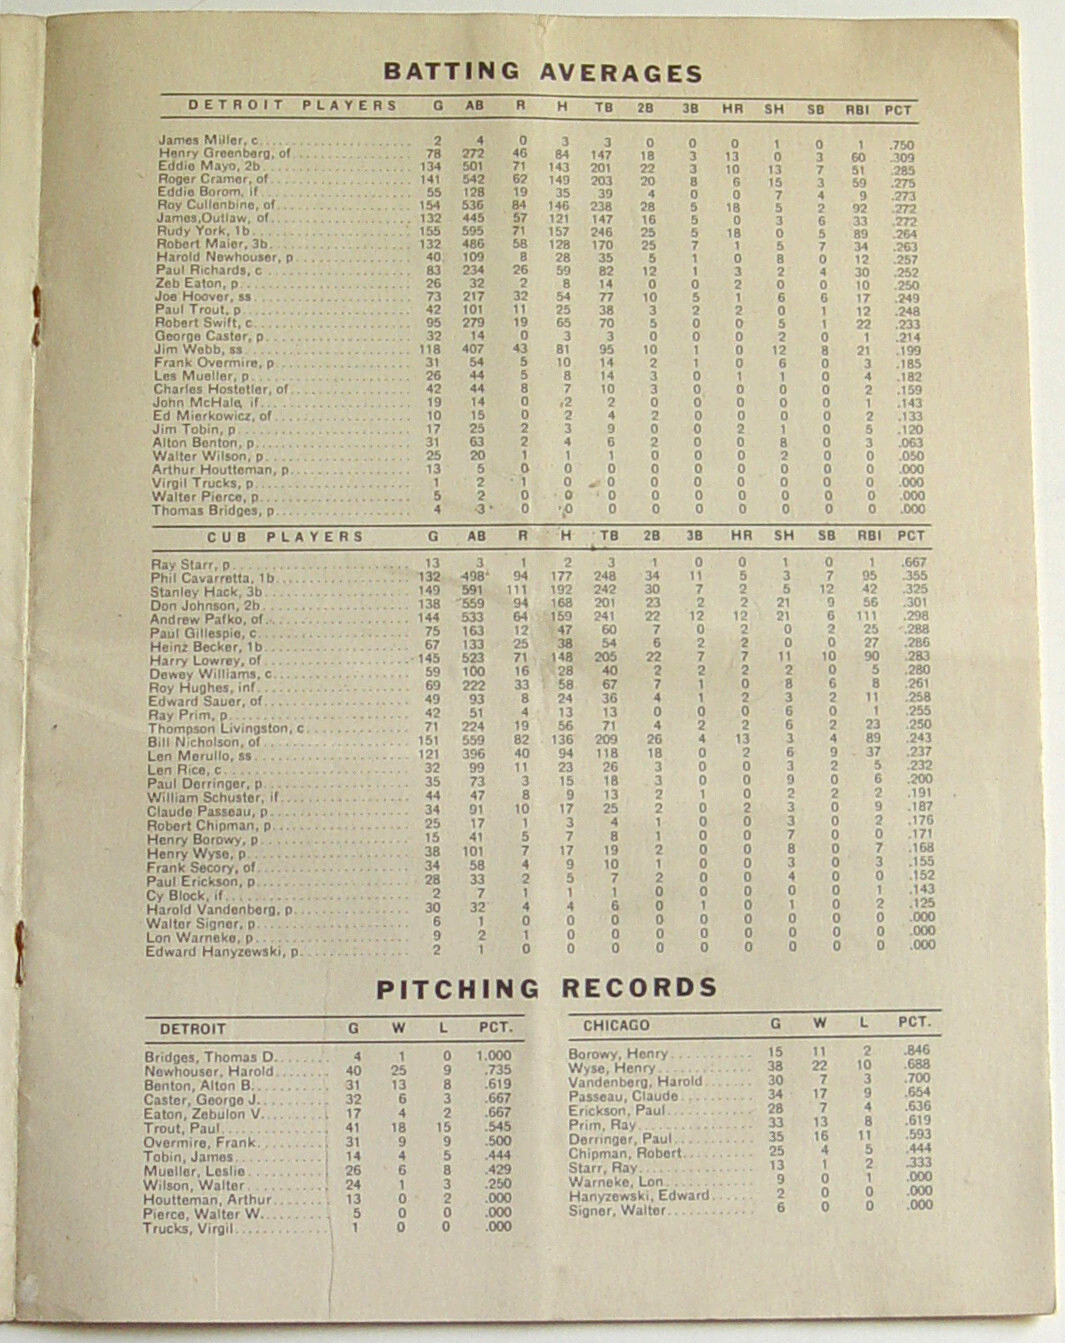 BATTING AVERAGES
DETROIT PLAYERS G AB R H TB 2B 3B HR SH SB RBI PCT
James Miller, c 2 4 0 3 3 0 0 0 1 0 1 .750
Henry Greenberg, of 78 272 46 84 147 18 3 13 0 3 60 .309
Eddie Mayo, 2b 134 501 71 143 201 22 3 10 13 7 51 .285
Roger Cramer, of 141 542 62 149 203 20 8 6 15 3 59 .275
Eddie Borom, if 55 128 19 35 39 4 0 0 7 4 9 .273
Roy Cullenbine, of 154 536 84 146 238 28 5 18 5 2 92 .272
James,Outlaw, of 132 445 57 121 147 16 5 0 3 6 33 .272
Rudy York, 1b 155 595 71 157 246 25 5 18 0 5 89 .264
Robert Maier, 3b 132 486 58 128 170 25 7 1 5 7 34 .263
Harold Newhouser, p 40 109 8 28 35 5 1 0 8 0 12 .257
Paul Richards, c 83 234 26 59 82 12 1 3 2 4 30 .252
Zeb Eaton, p 26 32 2 8 14 0 0 2 0 0 10 .250
Joe Hoover, ss 73 217 32 54 77 10 5 1 6 6 17 .249
Paul Trout, p 42 101 11 25 38 3 2 2 0 1 12 .248
Robert Swift, c 95 279 19 65 70 5 0 0 5 1 22 .233
George Caster, p 32 14 0 3 3 0 0 0 2 0 1 .214
Jim Webb, ss 118 407 43 81 95 10 1 0 12 8 21 .199
Frank Overmire, p 31 54 5 10 14 2 1 0 6 0 3 .185
Les Mueller, p 26 44 5 8 14 3 0 1 1 0 4 .182
Charles Hostetler, of 42 44 8 7 10 3 0 0 0 0 2 .159
John McHale, if 19 14 0 2 2 0 0 0 0 0 1 .143
Ed Mierkowicz, of 10 15 0 2 4 2 0 0 0 0 2 .133
Jim Tobin, p 17 25 2 3 9 0 0 2 1 0 5 .120
Alton Benton, p 31 63 2 4 6 2 0 0 8 0 3 .063
Walter Wilson, p 25 20 1 1 1 0 0 0 2 0 0 .050
Arthur Houtteman, p 13 5 0 0 0 0 0 0 0 0 0 .000
Virgil Trucks, p 1 2 1 0 0 0 0 0 0 0 0 .000
Walter Pierce, p 5 2 0 0 0 0 0 0 0 0 0 .000
Thomas Bridges, p 4 3 0 0 0 0 0 0 0 0 0 .000
CUB PLAYERS G AB R H TB 2B 3B HR SH SB RBI PCT
Ray Starr, p 13 3 1 2 3 1 0 0 1 0 1 .667
Phil Cavarretta, 1b 132 498 94 177 248 34 11 5 3 7 95 .355
Stanley Hack, 3b 149 591 111 192 242 30 7 2 5 12 42 .325
Don Johnson, 2b 138 559 94 168 201 23 2 2 21 9 56 .301
Andrew Pafko, of 144 533 64 159 241 22 12 12 21 6 111 .298
Paul Gillespie, c 75 163 12 47 60 7 0 2 0 2 25 .288
Heinz Becker, 1b 67 133 25 38 54 6 2 2 0 0 27 .286
Harry Lowrey, of 145 523 71 148 205 22 7 7 11 10 90 .283
Dewey Williams, c 59 100 16 28 40 2 2 2 2 0 5 .280
Roy Hughes, inf 69 222 33 58 67 7 1 0 8 6 8 .261
Edward Sauer, of 49 93 8 24 36 4 1 2 3 2 11 .258
Ray Prim, p 42 51 4 13 13 0 0 0 6 0 1 .255
Thompson Livingston, c 71 224 19 56 71 4 2 2 6 2 23 .250
Bill Nicholson, of 151 559 82 136 209 26 4 13 3 4 89 .243
Len Merullo, ss 121 396 40 94 118 18 0 2 6 9 37 .237
Len Rice, c 32 99 11 23 26 3 0 0 3 2 5 .232
Paul Derringer, p 35 73 3 15 18 3 0 0 9 0 6 .200
William Schuster, if 44 47 8 9 13 2 1 0 2 2 2 .191
Claude Passeau, p 34 91 10 17 25 2 0 2 3 0 9 .187
Robert Chipman, p 25 17 1 3 4 1 0 0 3 0 2 .176
Henry Borowy, p 15 41 5 7 8 1 0 0 7 0 0 .171
Henry Wyse, p 38 101 7 17 19 2 0 0 8 0 7 .168
Frank Secory, of 34 58 4 9 10 1 0 0 3 0 3 .155
Paul Erickson, p 28 33 2 5 7 2 0 0 4 0 0 .152
Cy Block, if 2 7 1 1 1 0 0 0 0 0 1 .143
Harold Vandenberg, p 30 32 4 4 6 0 1 0 1 0 2 .125
Walter Signer, p 6 1 0 0 0 0 0 0 0 0 0 .000
Lon Warneke, p 9 2 1 0 0 0 0 0 0 0 0 .000
Edward Hanyzewski, p 2 1 0 0 0 0 0 0 0 0 0 .000
PITCHING RECORDS
DETROIT G W L PCT.
Bridges, Thomas D. 4 1 0 1.000
Newhouser, Harold 40 25 9 .735
Benton, Alton B. 31 13 8 .619
Caster, George J. 32 6 3 .667
Eaton, Zebulon V. 17 4 2 .667
Trout, Paul 41 18 15 .545
Overmire, Frank 31 9 9 .500
Tobin, James 14 4 5 .444
Mueller, Leslie 26 6 8 .429
Wilson, Walter 24 1 3 .250
Houtteman, Arthur 13 0 2 .000
Pierce, Walter W. 5 0 0 .000
Trucks, Virgil 1 0 0 .000
CHICAGO G W L PCT.
Borowy, Henry 15 11 2 .846
Wyse, Henry 38 22 10 .688
Vandenberg, Harold 30 7 3 .700
Passeau, Claude 34 17 9 .654
Erickson, Paul 28 7 4 .636
Prim, Ray 33 13 8 .619
Derringer, Paul 35 16 11 .593
Chipman, Robert 25 4 5 .444
Starr, Ray 13 1 2 .333
Warneke, Lon 9 0 1 .000
Hanyzewski, Edward 2 0 0 .000
Signer, Walter 6 0 0 .000